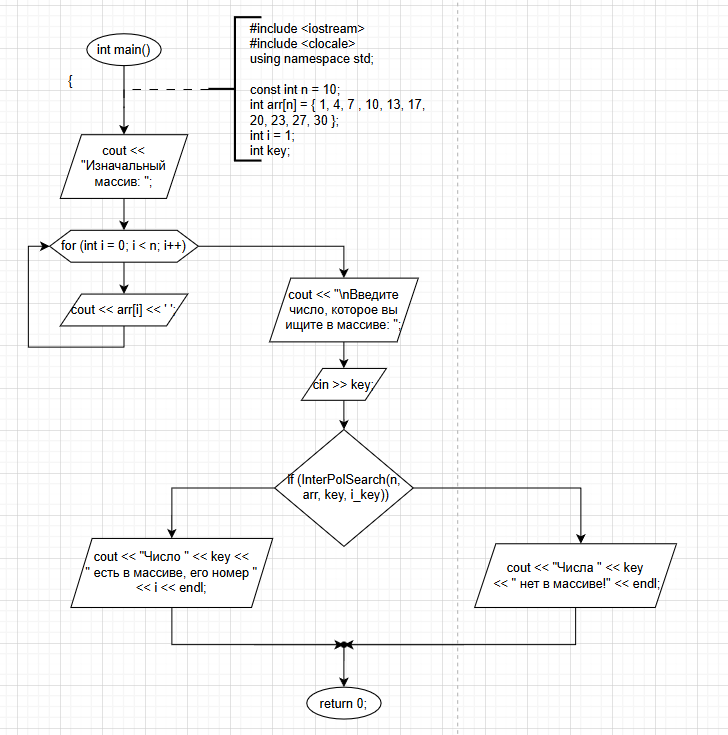 int main()
{
#include <iostream>
#include <clocale>
using namespace std;
const int n = 10;
int arr[n] = { 1, 4, 7 , 10, 13, 17,
20, 23, 27, 30 };
int i = 1;
int key;
cout <<
"Изначальный
массив: ";
for (int i = 0; i < n; i++)
cout << arr[i] << ' ';
cout << "\nВведите
число, которое вы
ищите в массиве: ";
cin >> key;
if (InterPolSearch(n,
arr, key, i_key))
cout << "Число " << key <<
" есть в массиве, его номер "
<< i << endl;
cout << "Числа " << key
<< " нет в массиве!" << endl;
return 0;